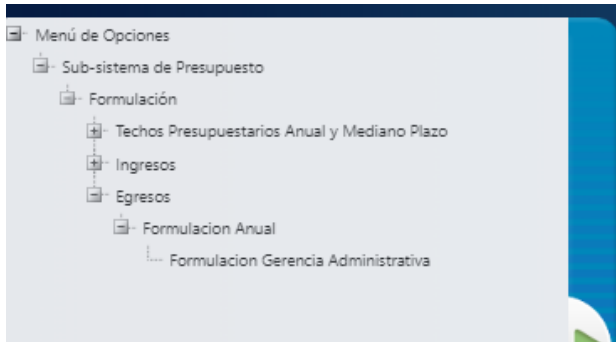 Menú de Opciones
Sub-sistema de Presupuesto
Formulación
Techos Presupuestarios Anual y Mediano Plazo
Ingresos
Egresos
Formulacion Anual
Formulacion Gerencia Administrativa